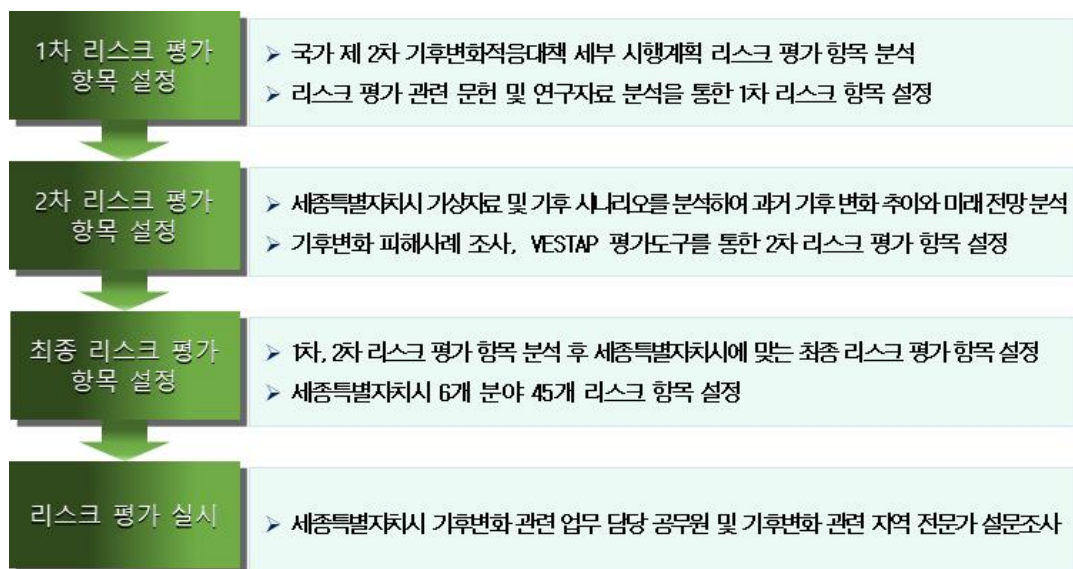 1차 리스크 평가
항목 설정
➢ 국가 제 2차 기후변화적응대책 세부 시행계획 리스크 평가 항목 분석
➢ 리스크 평가 관련 문헌 및 연구자료 분석을 통한 1차 리스크 항목 설정
2차 리스크 평가
항목 설정
➢ 세종특별자치시 기상자료 및 기후 시나리오를 분석하여 과거 기후 변화 추이와 미래 전망 분석
➢ 기후변화 피해사례 조사, VESTAP 평가도구를 통한 2차 리스크 평가 항목 설정
최종 리스크 평가
항목 설정
➢ 1차, 2차 리스크 평가 항목 분석 후 세종특별자치시에 맞는 최종 리스크 평가 항목 설정
➢ 세종특별자치시 6개 분야 45개 리스크 항목 설정
리스크 평가 실시
➢ 세종특별자치시 기후변화 관련 업무 담당 공무원 및 기후변화 관련 지역 전문가 설문조사